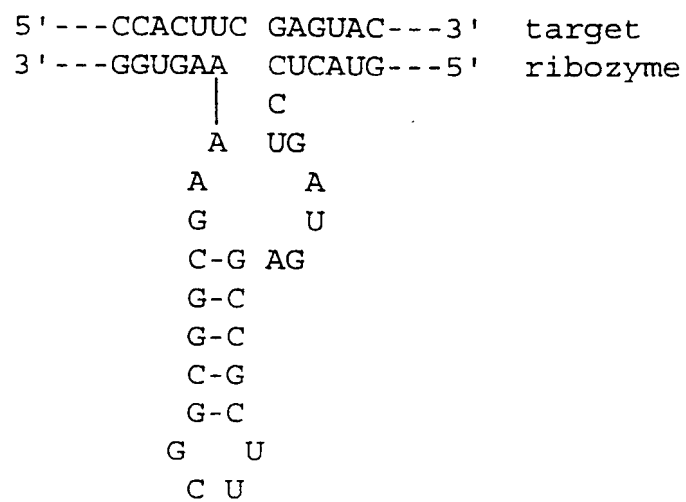 5'---CCACUUC GAGUAC---3' target
3'---GGUGAA CUCAUG---5' ribozyme
C
A UG
A A
G U
C-G AG
G-C
G-C
C-G
G-C
G U
C U